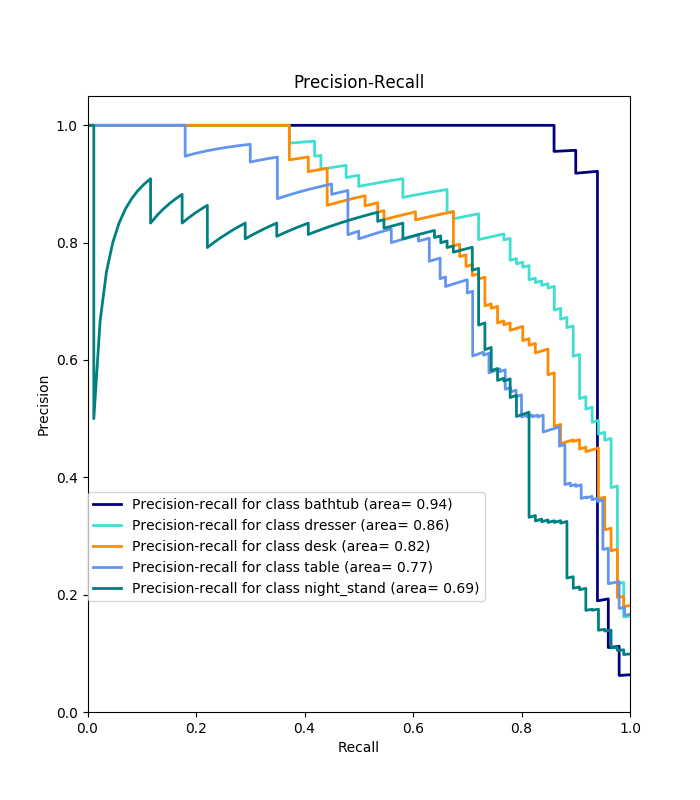 Precision-Recall
1.0
0.8
0.6
0.4
0.2
0.0
Precision
Precision-recall for class bathtub (area= 0.94)
Precision-recall for class dresser (area= 0.86)
Precision-recall for class desk (area= 0.82)
Precision-recall for class table (area= 0.77)
Precision-recall for class night_stand (area= 0.69)
0.0 0.2 0.4 0.6 0.8 1.0
Recall